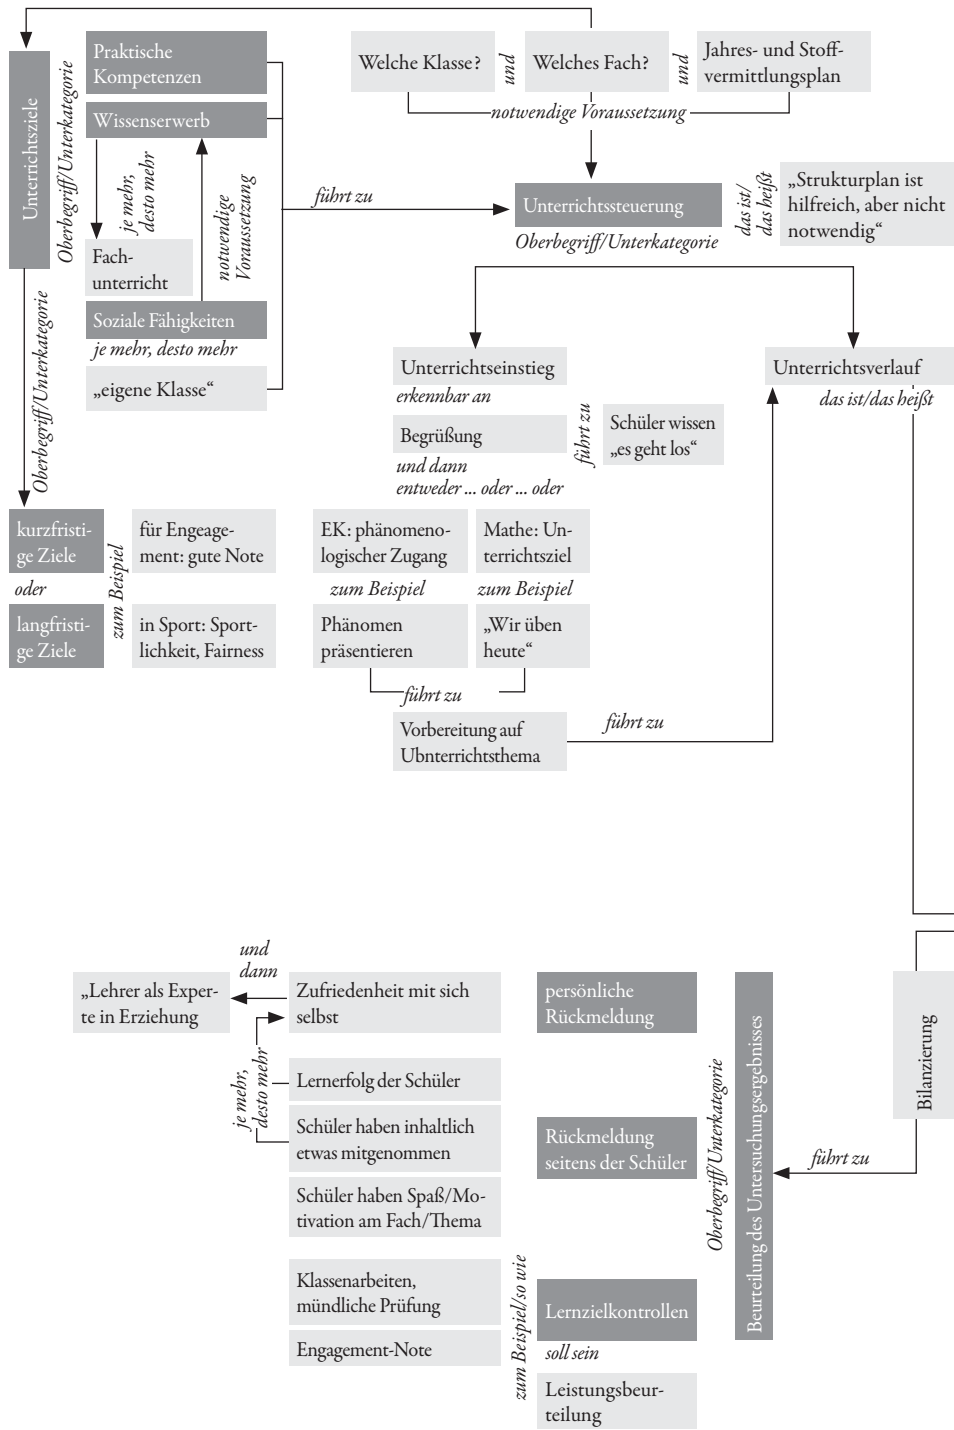 Unterrichtsziele
Oberbegriff/Unterkategorie
Praktische
Kompetenzen
Wissenserwerb
je mehr,
desto mehr
notwendige
Voraussetzung
Fach-
unterricht
Soziale Fähigkeiten
je mehr, desto mehr
„eigene Klasse“
führt zu
Welche Klasse?
und
Welches Fach?
und
Jahres- und Stoff-
vermittlungsplan
notwendige Voraussetzung
Unterrichtssteuerung
Oberbegriff/Unterkategorie
das ist/
das heißt
„Strukturplan ist
hilfreich, aber nicht
notwendig“
Oberbegriff/Unterkategorie
kurzfristi-
ge Ziele
oder
langfristi-
ge Ziele
zum Beispiel
für Engeage-
ment: gute Note
in Sport: Sport-
lichkeit, Fairness
Unterrichtseinstieg
erkennbar an
Begrüßung
führt zu
Schüler wissen
„es geht los“
und dann
entweder ... oder ... oder
EK: phänomeno-
logischer Zugang
zum Beispiel
Phänomen
präsentieren
Mathe: Un-
terrichtsziel
zum Beispiel
„Wir üben
heute“
führt zu
Vorbereitung auf
Ubnterrichtsthema
führt zu
Unterrichtsverlauf
das ist/das heißt
und
dann
„Lehrer als Exper-
te in Erziehung
Zufriedenheit mit sich
selbst
je mehr,
desto mehr
Lernerfolg der Schüler
Schüler haben inhaltlich
etwas mitgenommen
Schüler haben Spaß/Mo-
tivation am Fach/Thema
Klassenarbeiten,
mündliche Prüfung
Engagement-Note
zum Beispiel/so wie
persönliche
Rückmeldung
Rückmeldung
seitens der Schüler
Lernzielkontrollen
soll sein
Leistungsbeur-
teilung
Oberbegriff/Unterkategorie
Beurteilung des Untersuchungsergebnisses
führt zu
Bilanzierung